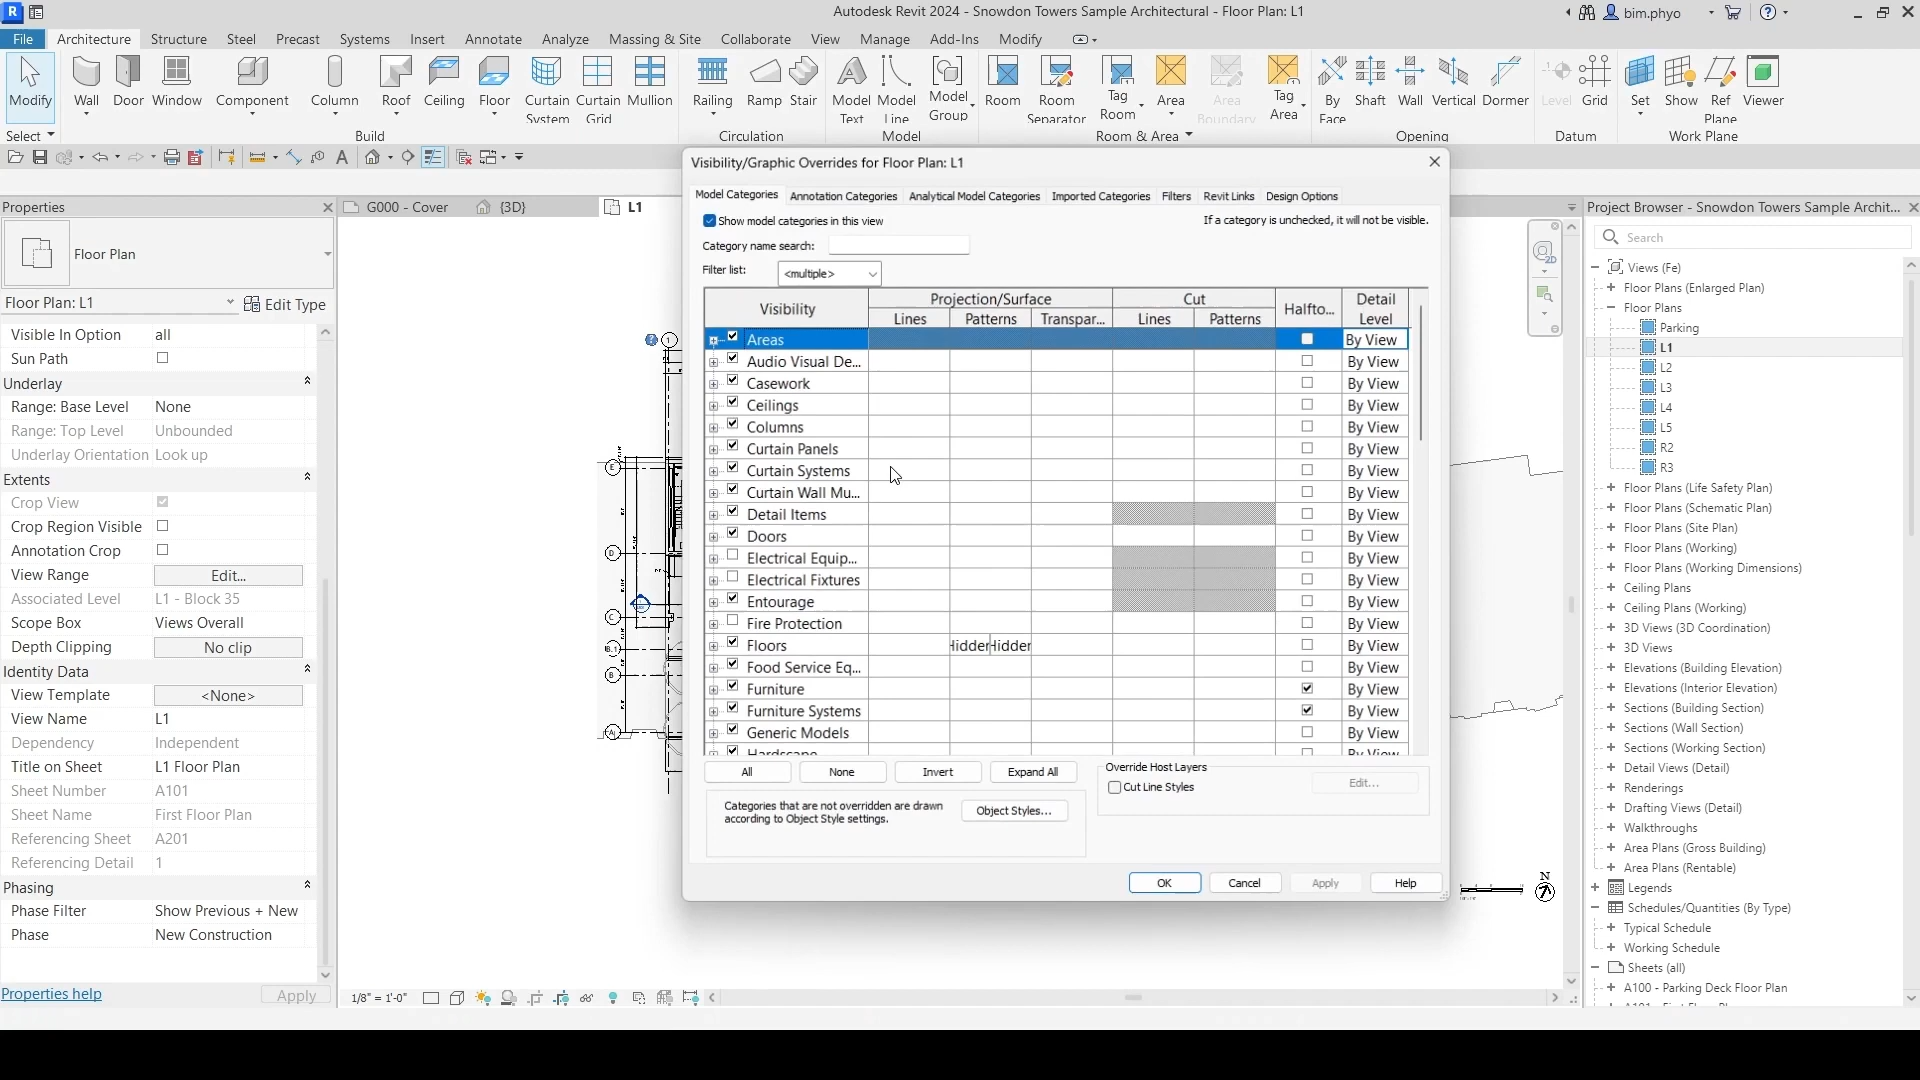 Autodesk Revit 2024 - Snowdon Towers Sample Architectural - Floor Plan: L1
bim.phyo
File Architecture Structure Steel Precast Systems Insert Annotate Analyze Massing & Site Collaborate View Manage Add-Ins Modify
Modify Wall Door Window Component Column Roof Ceiling Floor Curtain System Curtain Grid Mullion Railing Ramp Stair Model Text Model Line Model Group Room Room Separator Tag Room Area Area Boundary Tag Area By Face Shaft Wall Vertical Dormer Level Grid Set Show Ref Plane Viewer
Select Build Circulation Model Room & Area Opening Datum Work Plane
Properties
Floor Plan
Floor Plan: L1 Edit Type
Visible In Option all
Sun Path
Underlay
Range: Base Level None
Range: Top Level Unbounded
Underlay Orientation Look up
Extents
Crop View
Crop Region Visible
Annotation Crop
View Range Edit...
Associated Level L1 - Block 35
Scope Box Views Overall
Depth Clipping No clip
Identity Data
View Template <None>
View Name L1
Dependency Independent
Title on Sheet L1 Floor Plan
Sheet Number A101
Sheet Name First Floor Plan
Referencing Sheet A201
Referencing Detail 1
Phasing
Phase Filter Show Previous + New
Phase New Construction
Properties help Apply
G000 - Cover {3D} L1
1
E
D
C
B.1
B
A
N
1/8" = 1'-0"
Visibility/Graphic Overrides for Floor Plan: L1
Model Categories Annotation Categories Analytical Model Categories Imported Categories Filters Revit Links Design Options
Show model categories in this view If a category is unchecked, it will not be visible.
Category name search:
Filter list: <multiple>
Visibility Projection/Surface Cut Halfto... Detail Level
Lines Patterns Transpar... Lines Patterns
Areas By View
Audio Visual De... By View
Casework By View
Ceilings By View
Columns By View
Curtain Panels By View
Curtain Systems By View
Curtain Wall Mu... By View
Detail Items By View
Doors By View
Electrical Equip... By View
Electrical Fixtures By View
Entourage By View
Fire Protection By View
Floors Hidden Hidden By View
Food Service Eq... By View
Furniture By View
Furniture Systems By View
Generic Models By View
Hardscape By View
All None Invert Expand All
Override Host Layers
Cut Line Styles Edit...
Categories that are not overridden are drawn
according to Object Style settings.
Object Styles...
OK Cancel Apply Help
Project Browser - Snowdon Towers Sample Archit...
Search
Views (Fe)
Floor Plans (Enlarged Plan)
Floor Plans
Parking
L1
L2
L3
L4
L5
R2
R3
Floor Plans (Life Safety Plan)
Floor Plans (Schematic Plan)
Floor Plans (Site Plan)
Floor Plans (Working)
Floor Plans (Working Dimensions)
Ceiling Plans
Ceiling Plans (Working)
3D Views (3D Coordination)
3D Views
Elevations (Building Elevation)
Elevations (Interior Elevation)
Sections (Building Section)
Sections (Wall Section)
Sections (Working Section)
Detail Views (Detail)
Renderings
Drafting Views (Detail)
Walkthroughs
Area Plans (Gross Building)
Area Plans (Rentable)
Legends
Schedules/Quantities (By Type)
Typical Schedule
Working Schedule
Sheets (all)
A100 - Parking Deck Floor Plan